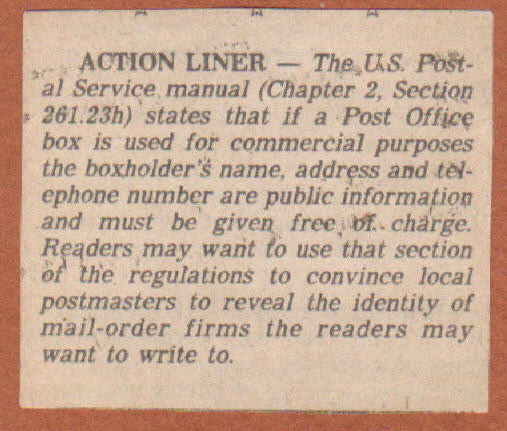 ACTION LINER — The U.S. Post-
al Service manual (Chapter 2, Section
261.23h) states that if a Post Office
box is used for commercial purposes
the boxholder's name, address and tel-
ephone number are public information
and must be given free of charge.
Readers may want to use that section
of the regulations to convince local
postmasters to reveal the identity of
mail-order firms the readers may
want to write to.